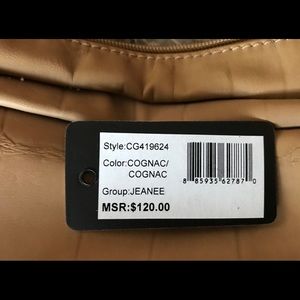 Style:CG419624
Color:COGNAC/
COGNAC
Group:JEANEE
MSR:$120.00
8 85935 62787 0